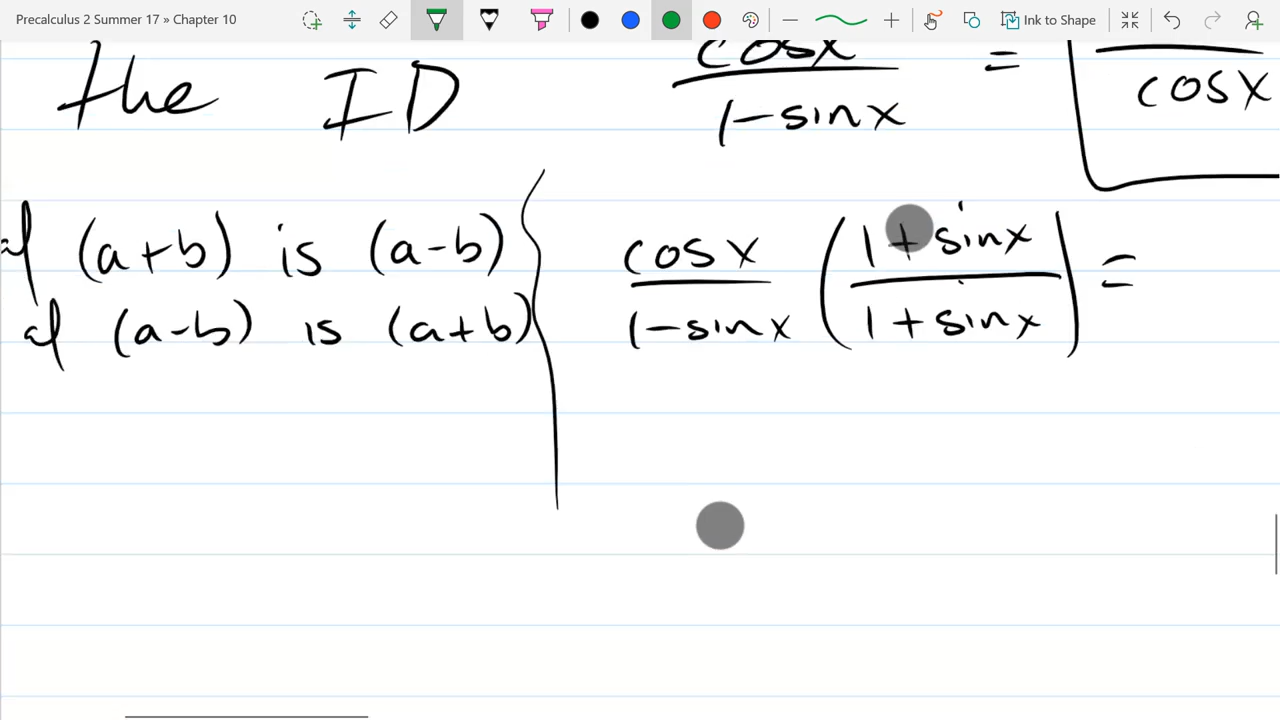 Precalculus 2 Summer 17 » Chapter 10
Ink to Shape
the ID
cosx / 1-sinx = / cosx
(a+b) is (a-b)
(a-b) is (a+b)
cosx / 1-sinx (1+sinx / 1+sinx) =